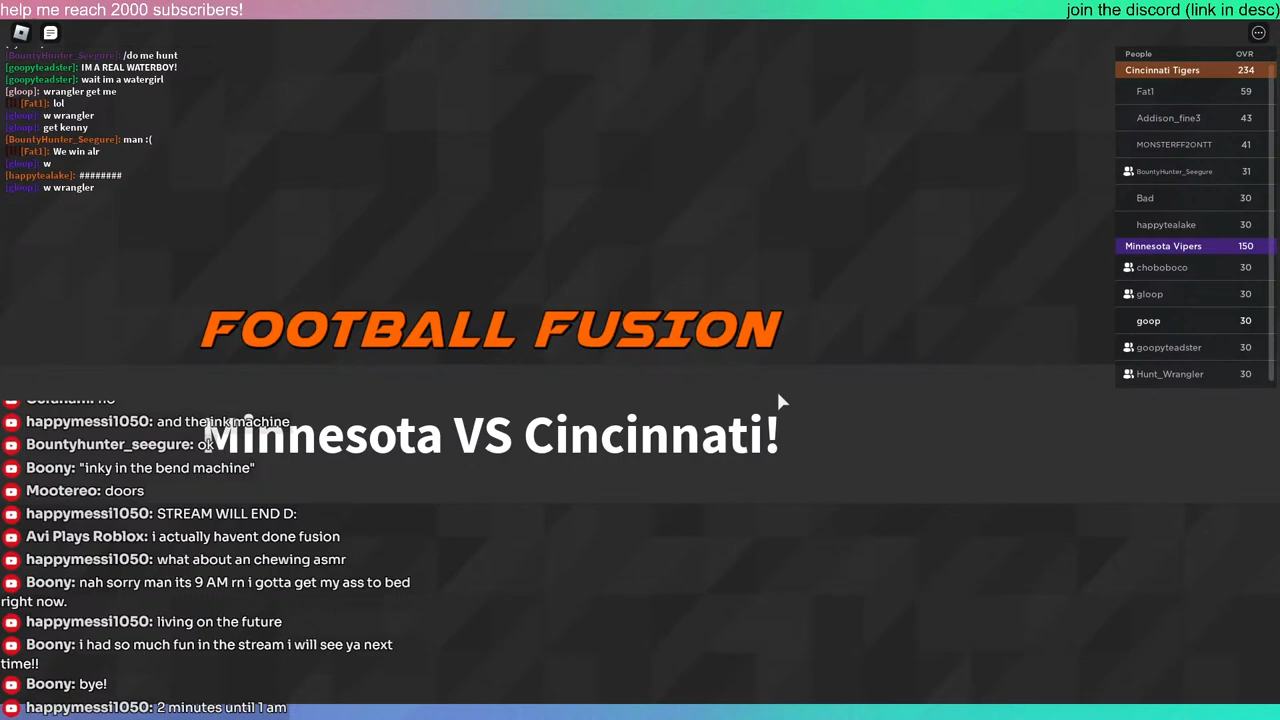 help me reach 2000 subscribers!
join the discord (link in desc)
[BountyHunter_Seegure]: /do me hunt
[goopyteadster]: IM A REAL WATERBOY!
[goopyteadster]: wait im a watergirl
[gloop]: wrangler get me
[Fat1]: lol
[gloop]: w wrangler
[gloop]: get kenny
[BountyHunter_Seegure]: man :(
[Fat1]: We win alr
[gloop]: w
[happytealake]: ########
[gloop]: w wrangler
People OVR
Cincinnati Tigers 234
Fat1 59
Addison_fine3 43
MONSTERFF2ONTT 41
BountyHunter_Seegure 31
Bad 30
happytealake 30
Minnesota Vipers 150
choboboco 30
gloop 30
goop 30
goopyteadster 30
Hunt_Wrangler 30
FOOTBALL FUSION
Minnesota VS Cincinnati!
happymessi1050: and the ink machine
Bountyhunter_seegure: ok
Boony: "inky in the bend machine"
Mootereo: doors
happymessi1050: STREAM WILL END D:
Avi Plays Roblox: i actually havent done fusion
happymessi1050: what about an chewing asmr
Boony: nah sorry man its 9 AM rn i gotta get my ass to bed
right now.
happymessi1050: living on the future
Boony: i had so much fun in the stream i will see ya next
time!!
Boony: bye!
happymessi1050: 2 minutes until 1 am